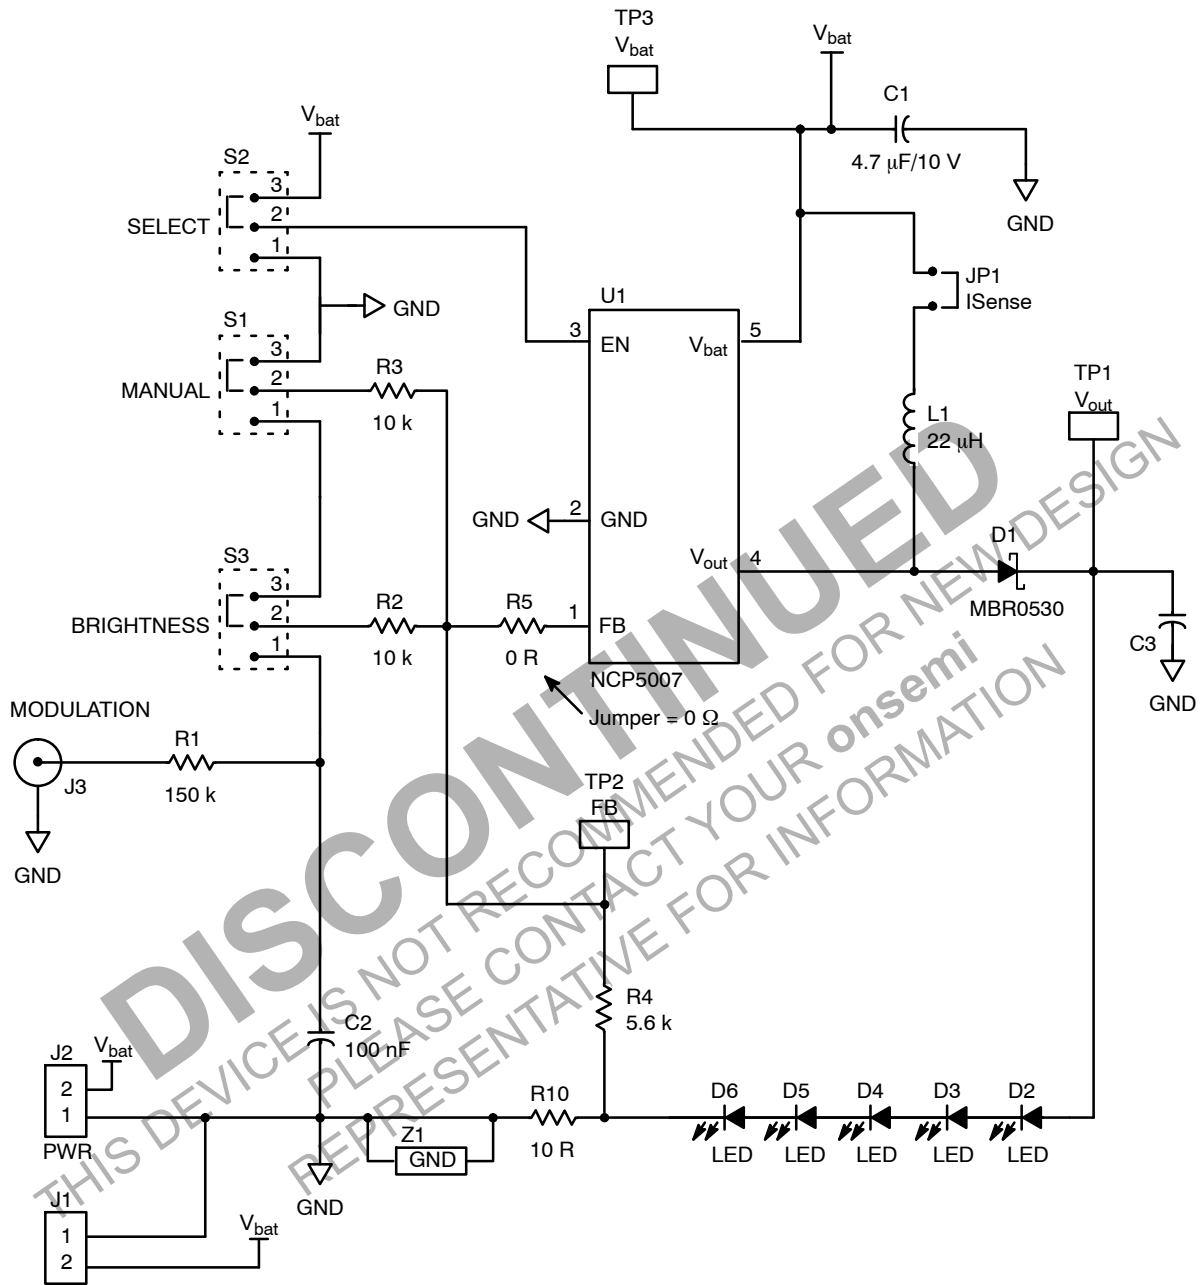 TP3
Vbat
Vbat
C1
4.7 μF/10 V
GND
Vbat
S2
3
2
1
SELECT
GND
JP1
ISense
U1
S1
3
2
1
MANUAL
R3
10 k
3
EN
Vbat
5
TP1
Vout
L1
22 μH
GND
2
GND
D1
MBR0530
Vout
4
S3
3
2
1
BRIGHTNESS
R2
10 k
R5
0 R
1
FB
NCP5007
Jumper = 0 Ω
C3
GND
MODULATION
R1
150 k
J3
GND
TP2
FB
R4
5.6 k
C2
100 nF
J2
Vbat
2
1
PWR
R10
10 R
Z1
GND
D6
D5
D4
D3
D2
LED
LED
LED
LED
LED
GND
J1
1
2
Vbat
DISCONTINUED
THIS DEVICE IS NOT RECOMMENDED FOR NEW DESIGN
PLEASE CONTACT YOUR onsemi
REPRESENTATIVE FOR INFORMATION